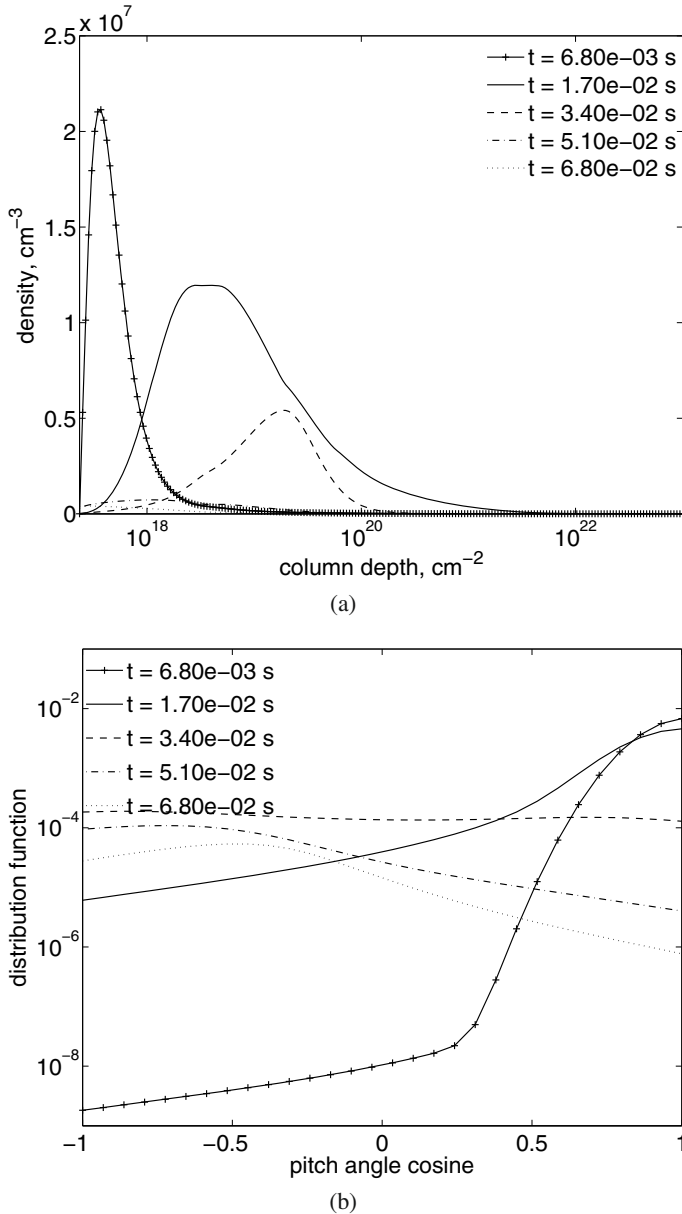 x 10^7
2.5
2
1.5
1
0.5
0
density, cm^−3
t = 6.80e−03 s
t = 1.70e−02 s
t = 3.40e−02 s
t = 5.10e−02 s
t = 6.80e−02 s
10^18 10^20 10^22
column depth, cm^−2
(a)
t = 6.80e−03 s
t = 1.70e−02 s
t = 3.40e−02 s
t = 5.10e−02 s
t = 6.80e−02 s
10^−2
10^−4
10^−6
10^−8
distribution function
−1 −0.5 0 0.5 1
pitch angle cosine
(b)